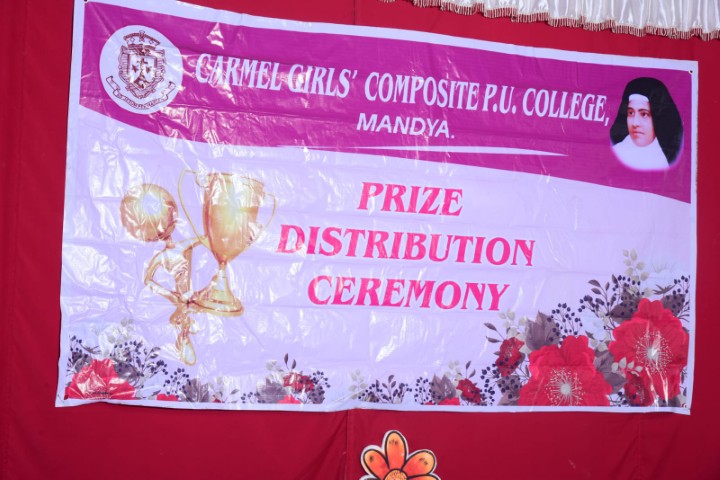 CARMEL GIRLS' COMPOSITE P.U. COLLEGE,
MANDYA.
PRIZE
DISTRIBUTION
CEREMONY